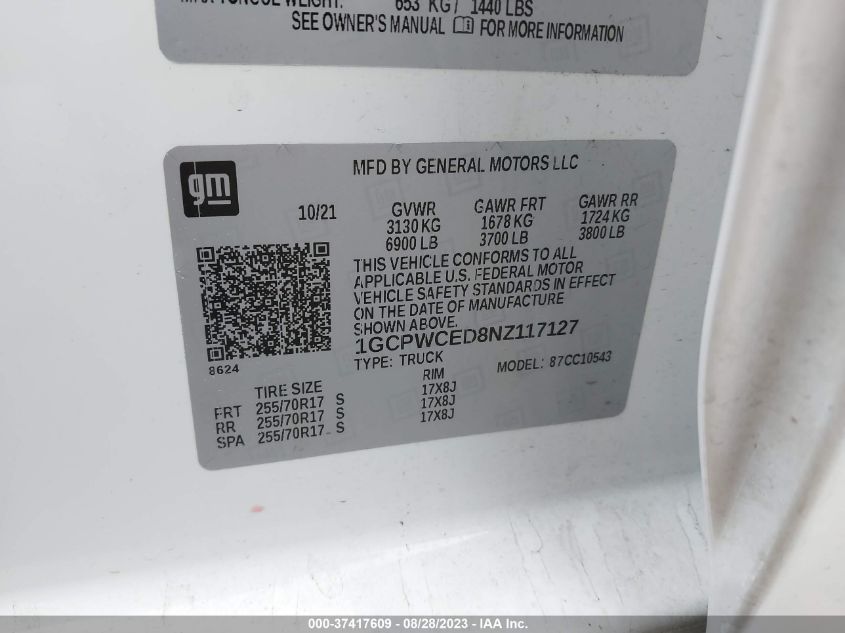 MAX TONGUE WEIGHT: 653 KG / 1440 LBS
SEE OWNER'S MANUAL FOR MORE INFORMATION
gm
MFD BY GENERAL MOTORS LLC
10/21
GVWR GAWR FRT GAWR RR
3130 KG 1678 KG 1724 KG
6900 LB 3700 LB 3800 LB
THIS VEHICLE CONFORMS TO ALL
APPLICABLE U.S. FEDERAL MOTOR
VEHICLE SAFETY STANDARDS IN EFFECT
ON THE DATE OF MANUFACTURE
SHOWN ABOVE.
1GCPWCED8NZ117127
TYPE: TRUCK MODEL: 87CC10543
8624
TIRE SIZE RIM
FRT 255/70R17 S 17X8J
RR 255/70R17 S 17X8J
SPA 255/70R17 S 17X8J
000-37417609 - 08/28/2023 - IAA Inc.